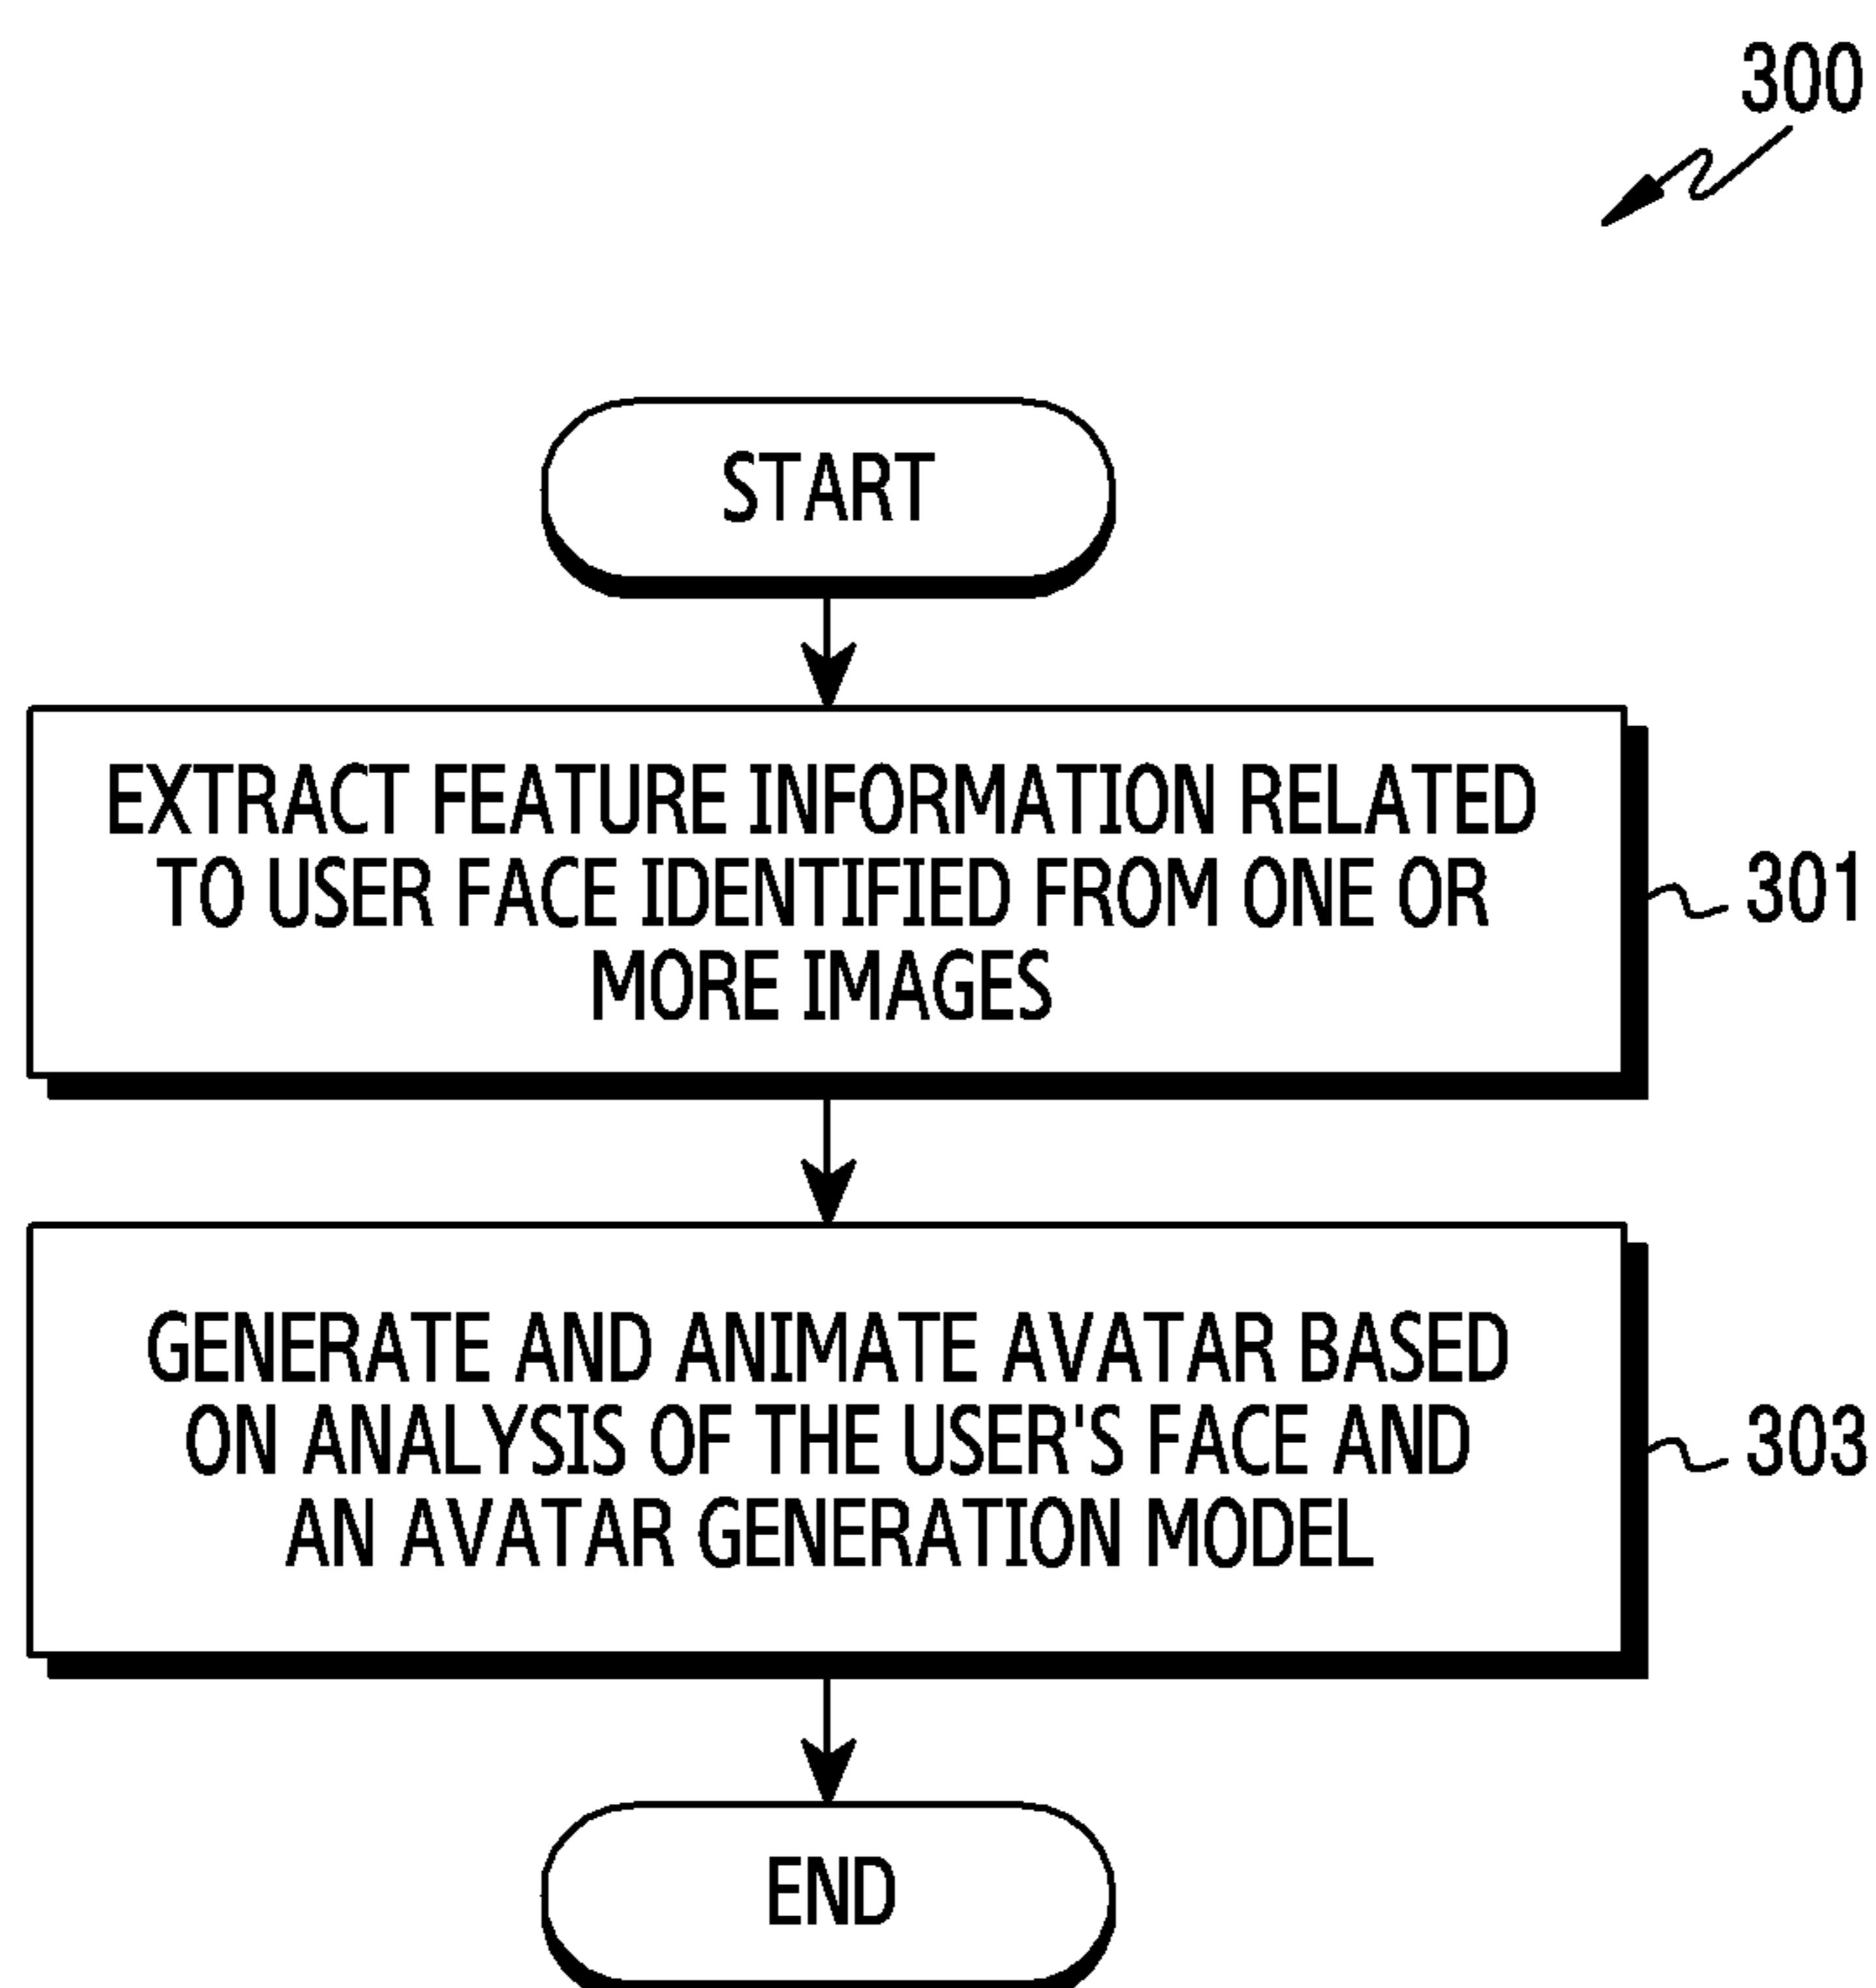 300
START
EXTRACT FEATURE INFORMATION RELATED
TO USER FACE IDENTIFIED FROM ONE OR
MORE IMAGES
301
GENERATE AND ANIMATE AVATAR BASED
ON ANALYSIS OF THE USER'S FACE AND
AN AVATAR GENERATION MODEL
303
END